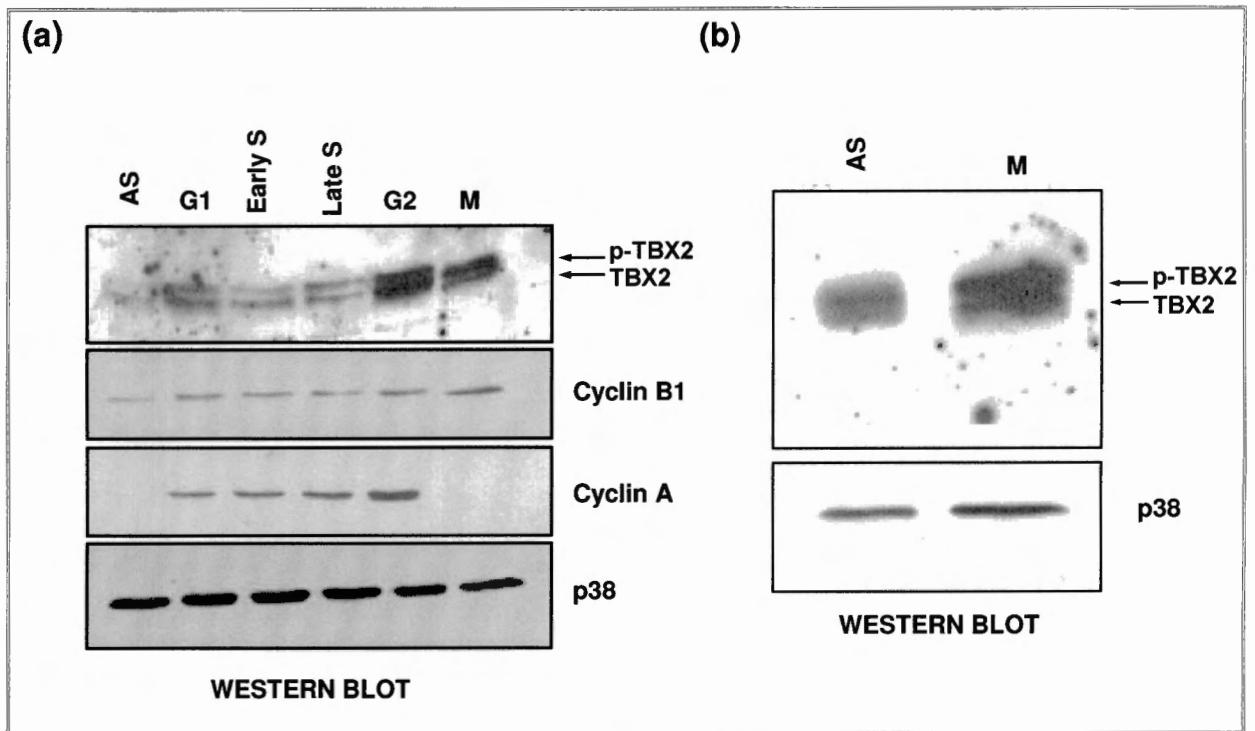 (a)
AS G1 Early S Late S G2 M
p-TBX2
TBX2
Cyclin B1
Cyclin A
p38
WESTERN BLOT
(b)
AS M
p-TBX2
TBX2
p38
WESTERN BLOT